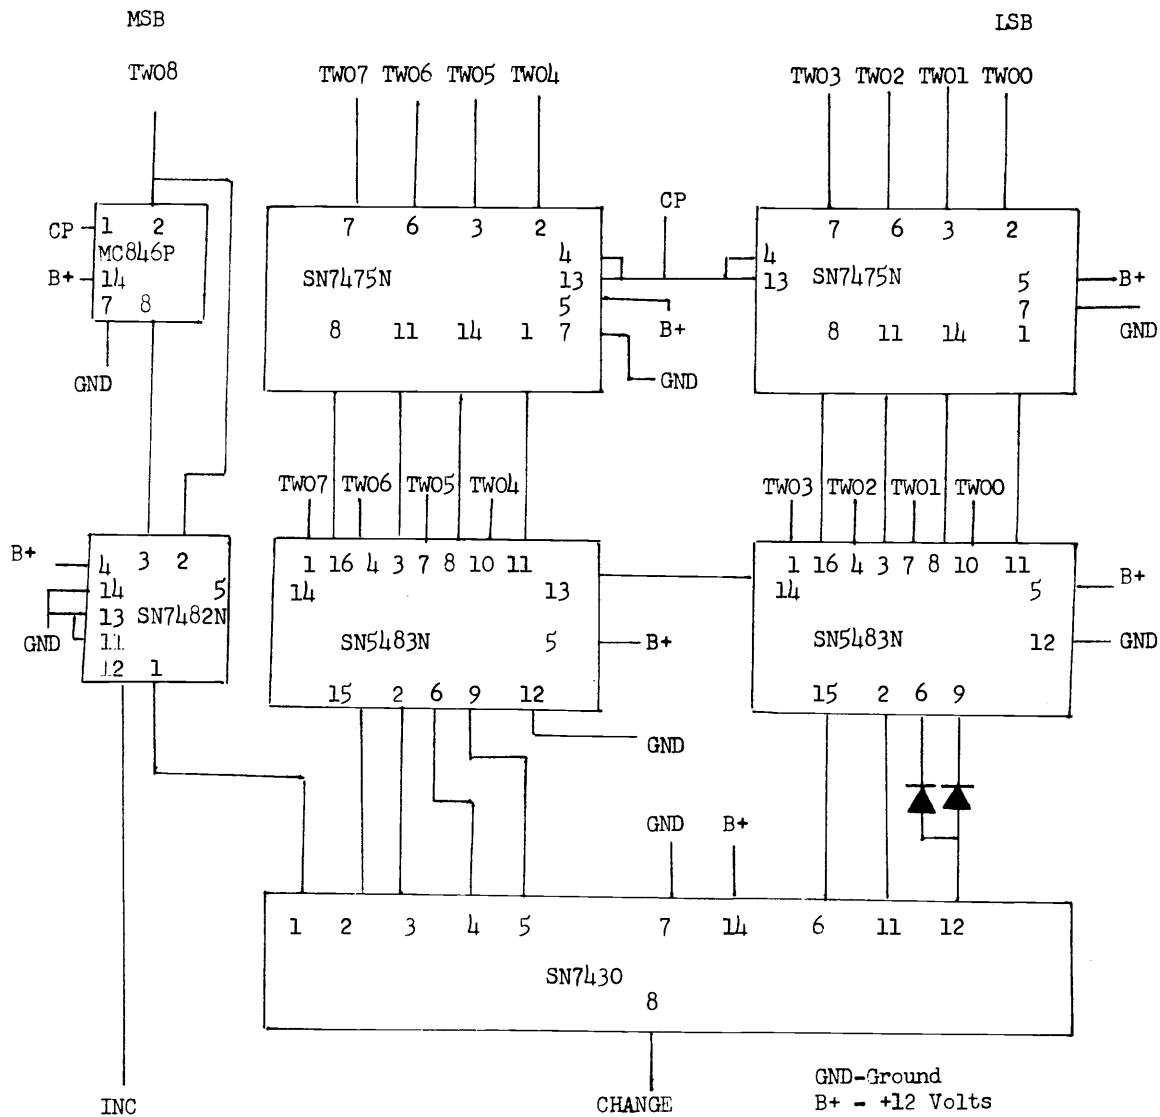 MSB LSB
TW08 TW07 TW06 TW05 TW04 TW03 TW02 TW01 TW00
CP
7 6 3 2
7 6 3 2
CP 1 2
MC846P
4
4
B+ 14
SN7475N
13
13
SN7475N
5 B+
7 8
5
7
B+
GND
8 11 14 1 7
8 11 14 1
GND
GND
TW07 TW06 TW05 TW04
TW03 TW02 TW01 TW00
B+
4 3 2
1 16 4 3 7 8 10 11
1 16 4 3 7 8 10 11
B+
14 5
14 13
14 5
13 SN7482N
GND 11
SN5483N 5 B+
SN5483N 12 GND
12 1
15 2 6 9 12
15 2 6 9
GND
GND B+
1 2 3 4 5 7 14 6 11 12
SN7430
8
GND-Ground
INC CHANGE B+ - +12 Volts